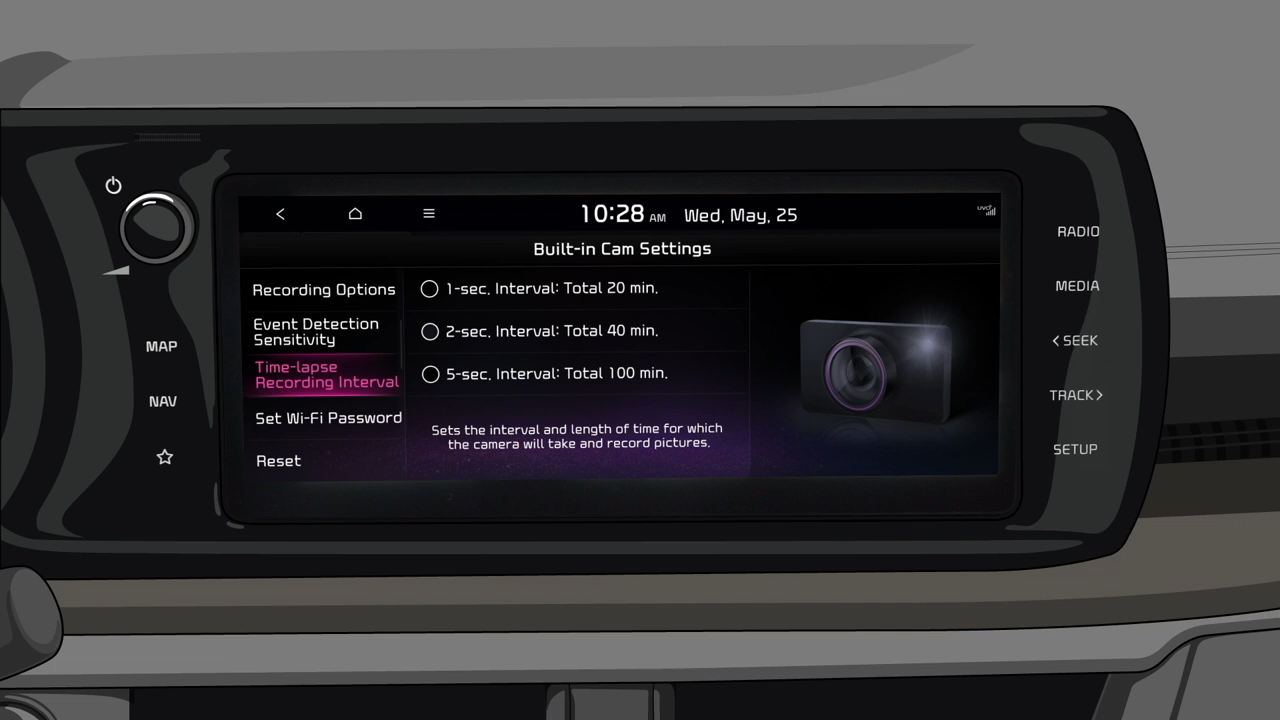 10:28 AM Wed, May, 25
UVO
Built-in Cam Settings
Recording Options
Event Detection
Sensitivity
Time-lapse
Recording Interval
Set Wi-Fi Password
Reset
1-sec. Interval: Total 20 min.
2-sec. Interval: Total 40 min.
5-sec. Interval: Total 100 min.
Sets the interval and length of time for which
the camera will take and record pictures.
MAP
NAV
RADIO
MEDIA
< SEEK
TRACK >
SETUP